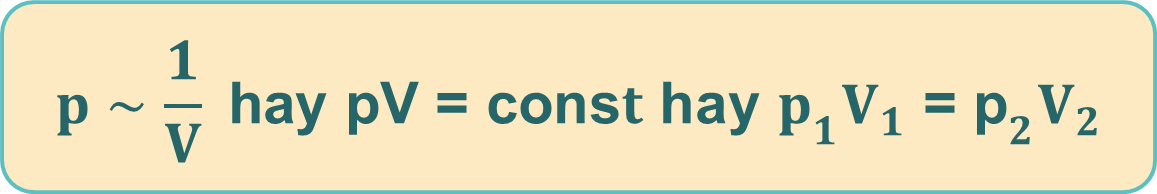 p ~ 1/V hay pV = const hay p₁V₁ = p₂V₂